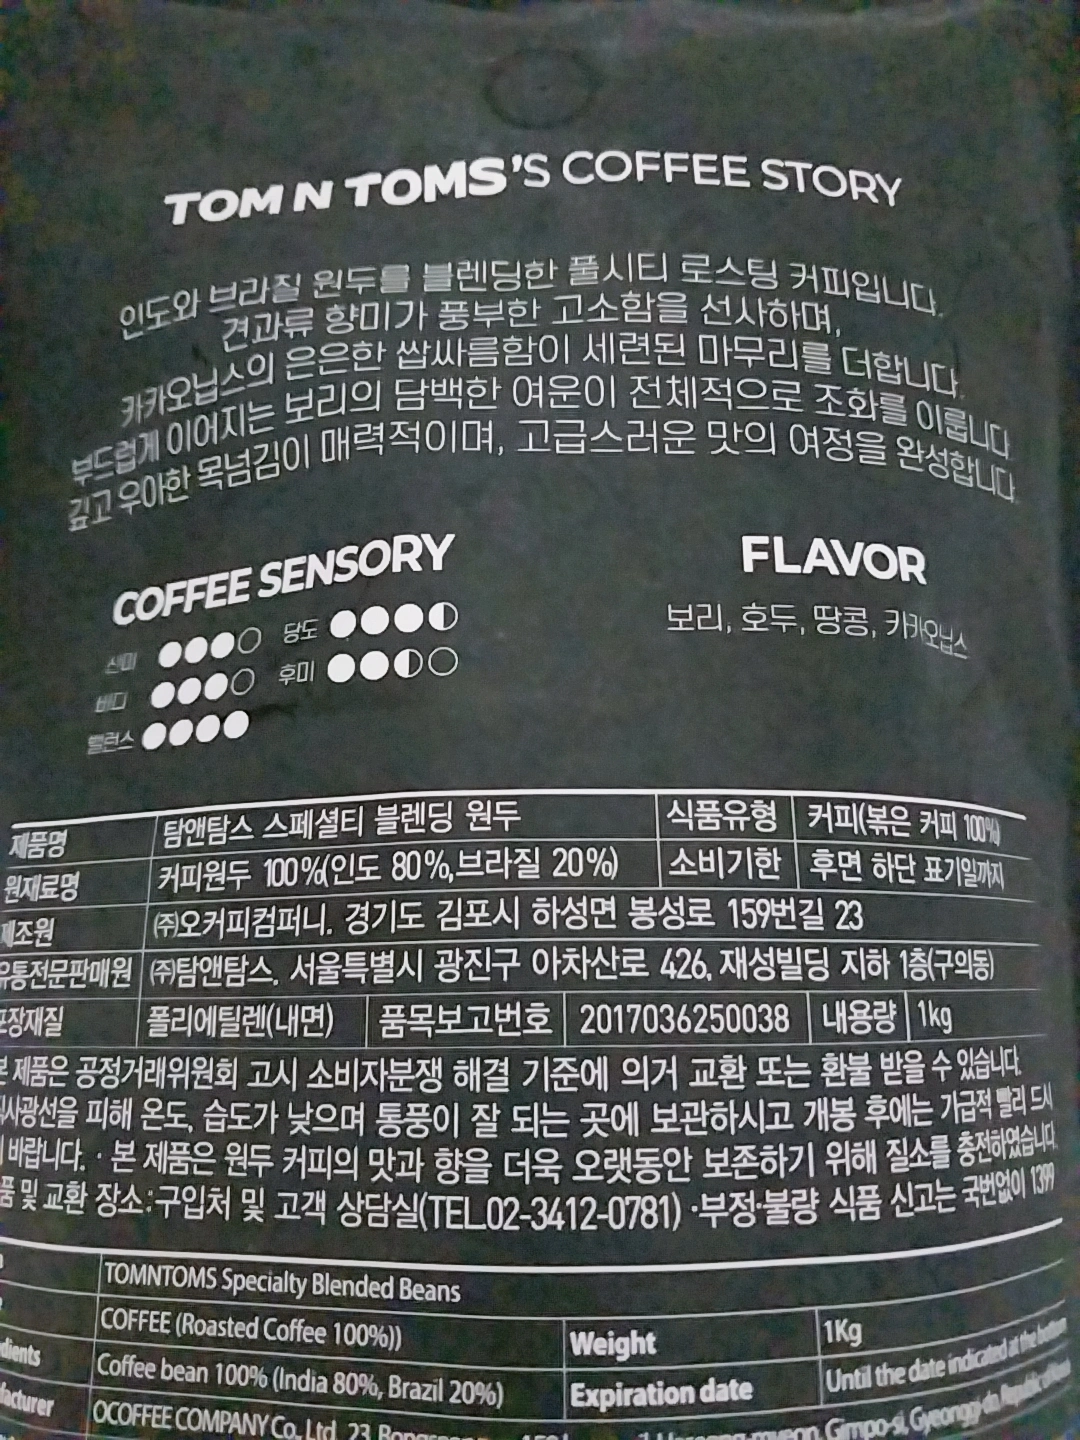 TOM N TOMS'S COFFEE STORY
인도와 브라질 원두를 블렌딩한 풀시티 로스팅 커피입니다.
견과류 향미가 풍부한 고소함을 선사하며,
카카오닙스의 은은한 쌉싸름함이 세련된 마무리를 더합니다.
부드럽게 이어지는 보리의 담백한 여운이 전체적으로 조화를 이룹니다.
깊고 우아한 목넘김이 매력적이며, 고급스러운 맛의 여정을 완성합니다.
COFFEE SENSORY
산미 당도
바디 후미
밸런스
FLAVOR
보리, 호두, 땅콩, 카카오닙스
제품명 탐앤탐스 스페셜티 블렌딩 원두 식품유형 커피(볶은 커피 100%)
원재료명 커피원두 100%(인도 80%,브라질 20%) 소비기한 후면 하단 표기일까지
제조원 ㈜오커피컴퍼니. 경기도 김포시 하성면 봉성로 159번길 23
유통전문판매원 ㈜탐앤탐스. 서울특별시 광진구 아차산로 426, 재성빌딩 지하 1층(구의동)
포장재질 폴리에틸렌(내면) 품목보고번호 2017036250038 내용량 1kg
본 제품은 공정거래위원회 고시 소비자분쟁 해결 기준에 의거 교환 또는 환불 받을 수 있습니다.
직사광선을 피해 온도, 습도가 낮으며 통풍이 잘 되는 곳에 보관하시고 개봉 후에는 가급적 빨리 드시
기 바랍니다. · 본 제품은 원두 커피의 맛과 향을 더욱 오랫동안 보존하기 위해 질소를 충전하였습니다.
품 및 교환 장소:구입처 및 고객 상담실(TEL.02-3412-0781) ·부정·불량 식품 신고는 국번없이 1399
TOMNTOMS Specialty Blended Beans
COFFEE (Roasted Coffee 100%)) Weight 1Kg
dients Coffee bean 100% (India 80%, Brazil 20%) Expiration date Until the date indicated at the bottom
facturer OCOFFEE COMPANY Co., Ltd. 23, Gimpo-si, Gyeonggi-do, Republic of